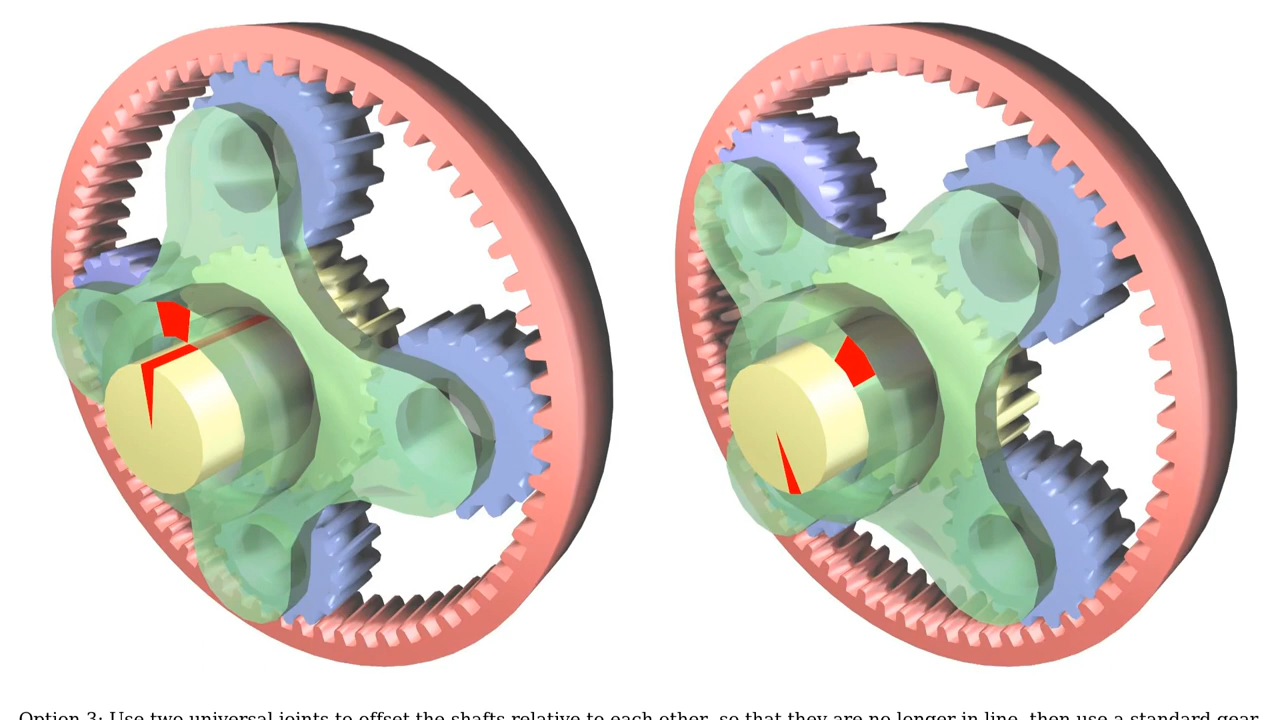 Option 3: Use two universal joints to offset the shafts relative to each other, so that they are no longer in line, then use a standard gear